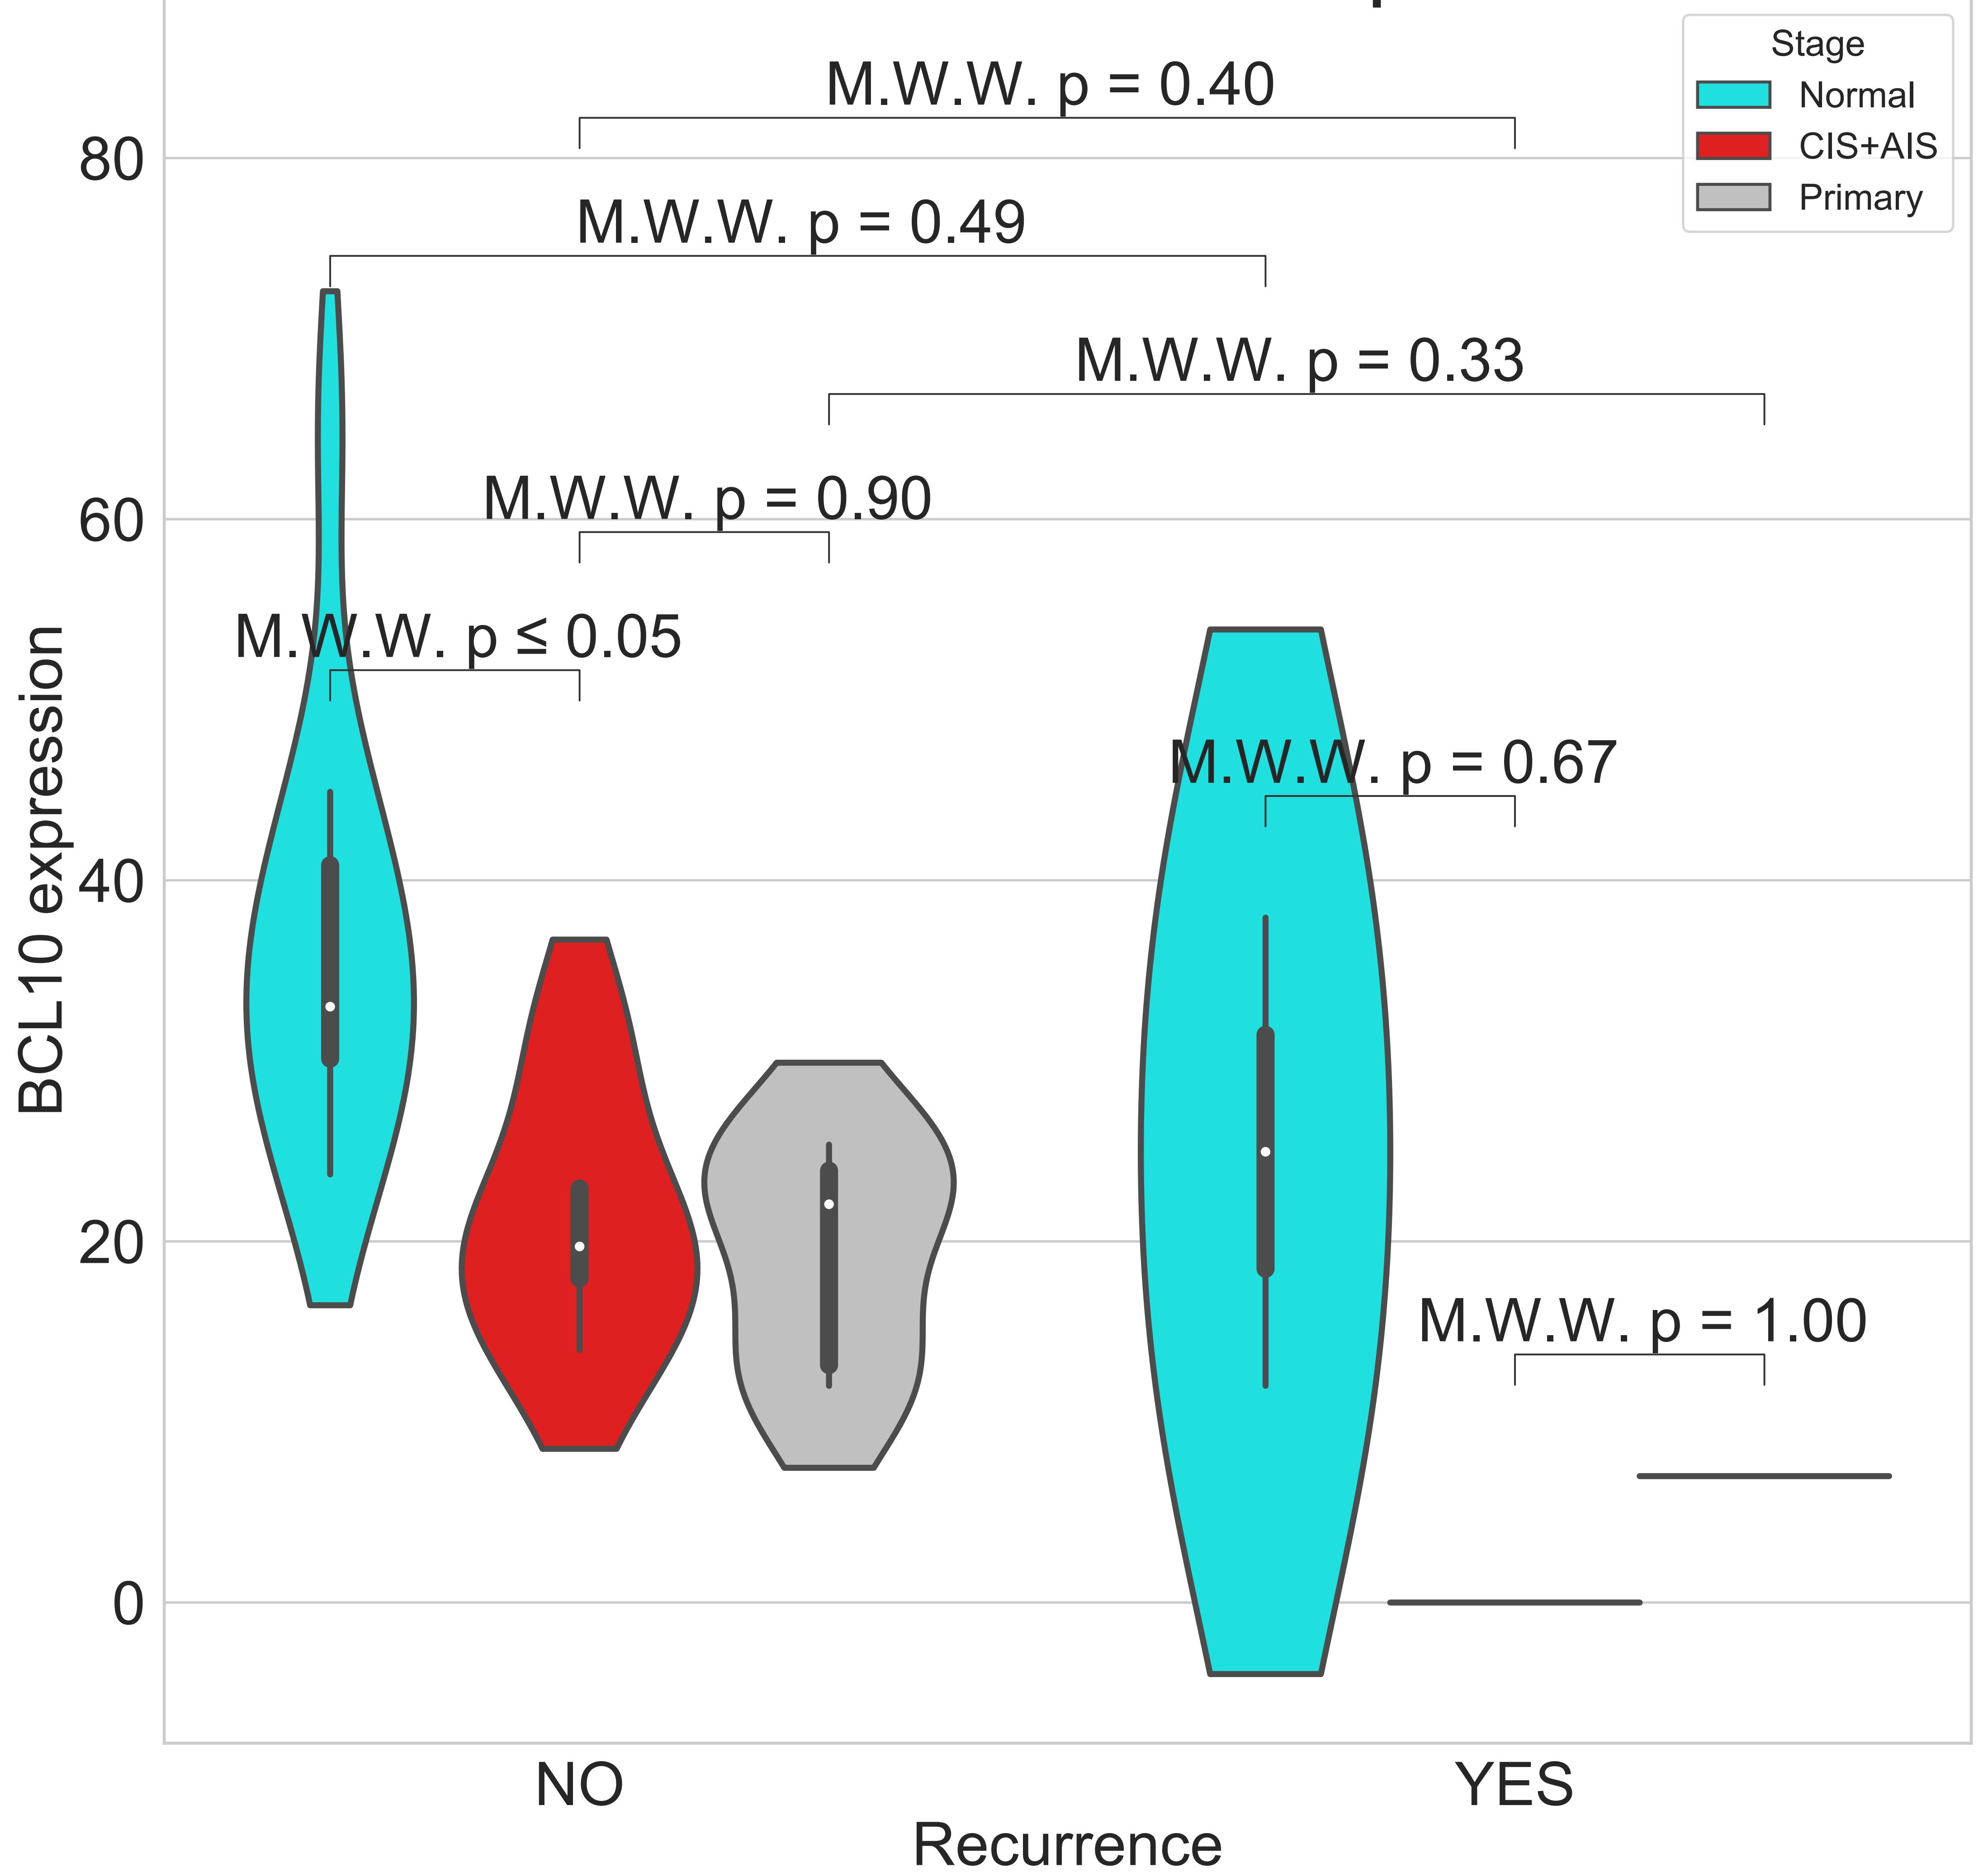 Stage
Normal
CIS+AIS
Primary
M.W.W. p = 0.40
M.W.W. p = 0.49
M.W.W. p = 0.33
M.W.W. p = 0.90
M.W.W. p ≤ 0.05
M.W.W. p = 0.67
M.W.W. p = 1.00
80
60
40
20
0
BCL10 expression
NO
YES
Recurrence